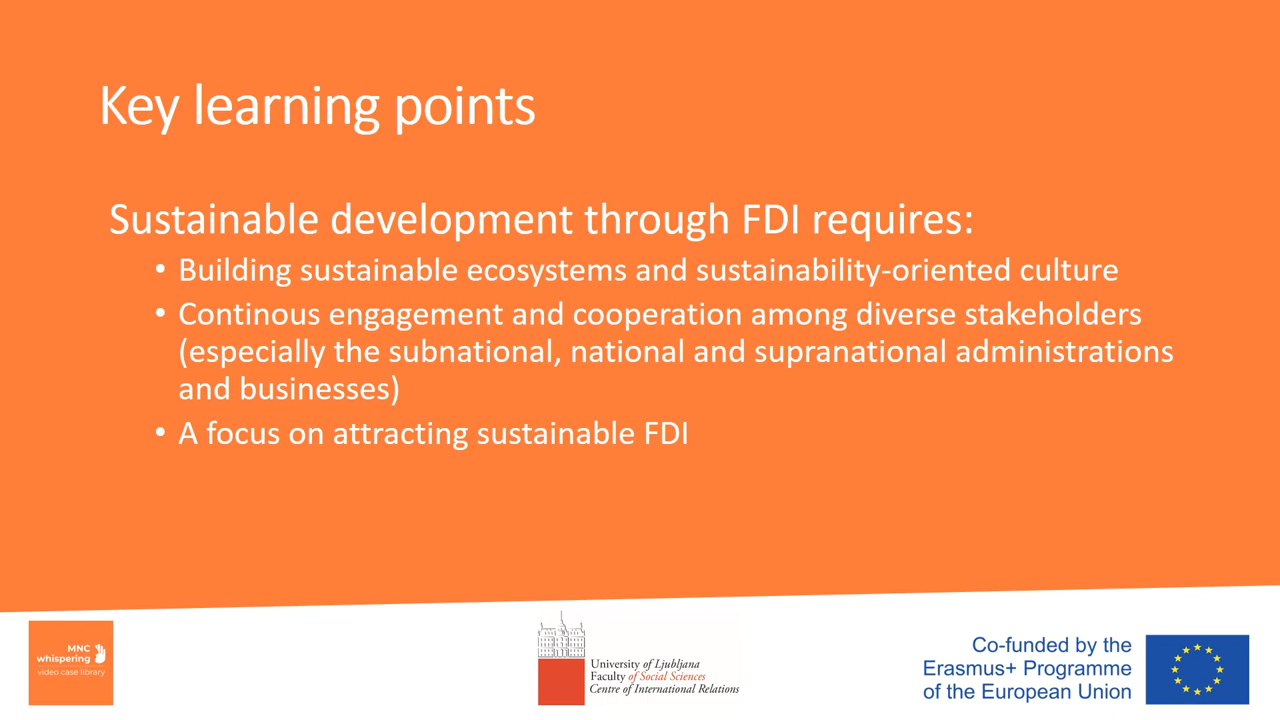 Key learning points
Sustainable development through FDI requires:
• Building sustainable ecosystems and sustainability-oriented culture
• Continous engagement and cooperation among diverse stakeholders
(especially the subnational, national and supranational administrations
and businesses)
• A focus on attracting sustainable FDI
MNC
whispering
video case library
University of Ljubljana
Faculty of Social Sciences
Centre of International Relations
Co-funded by the
Erasmus+ Programme
of the European Union